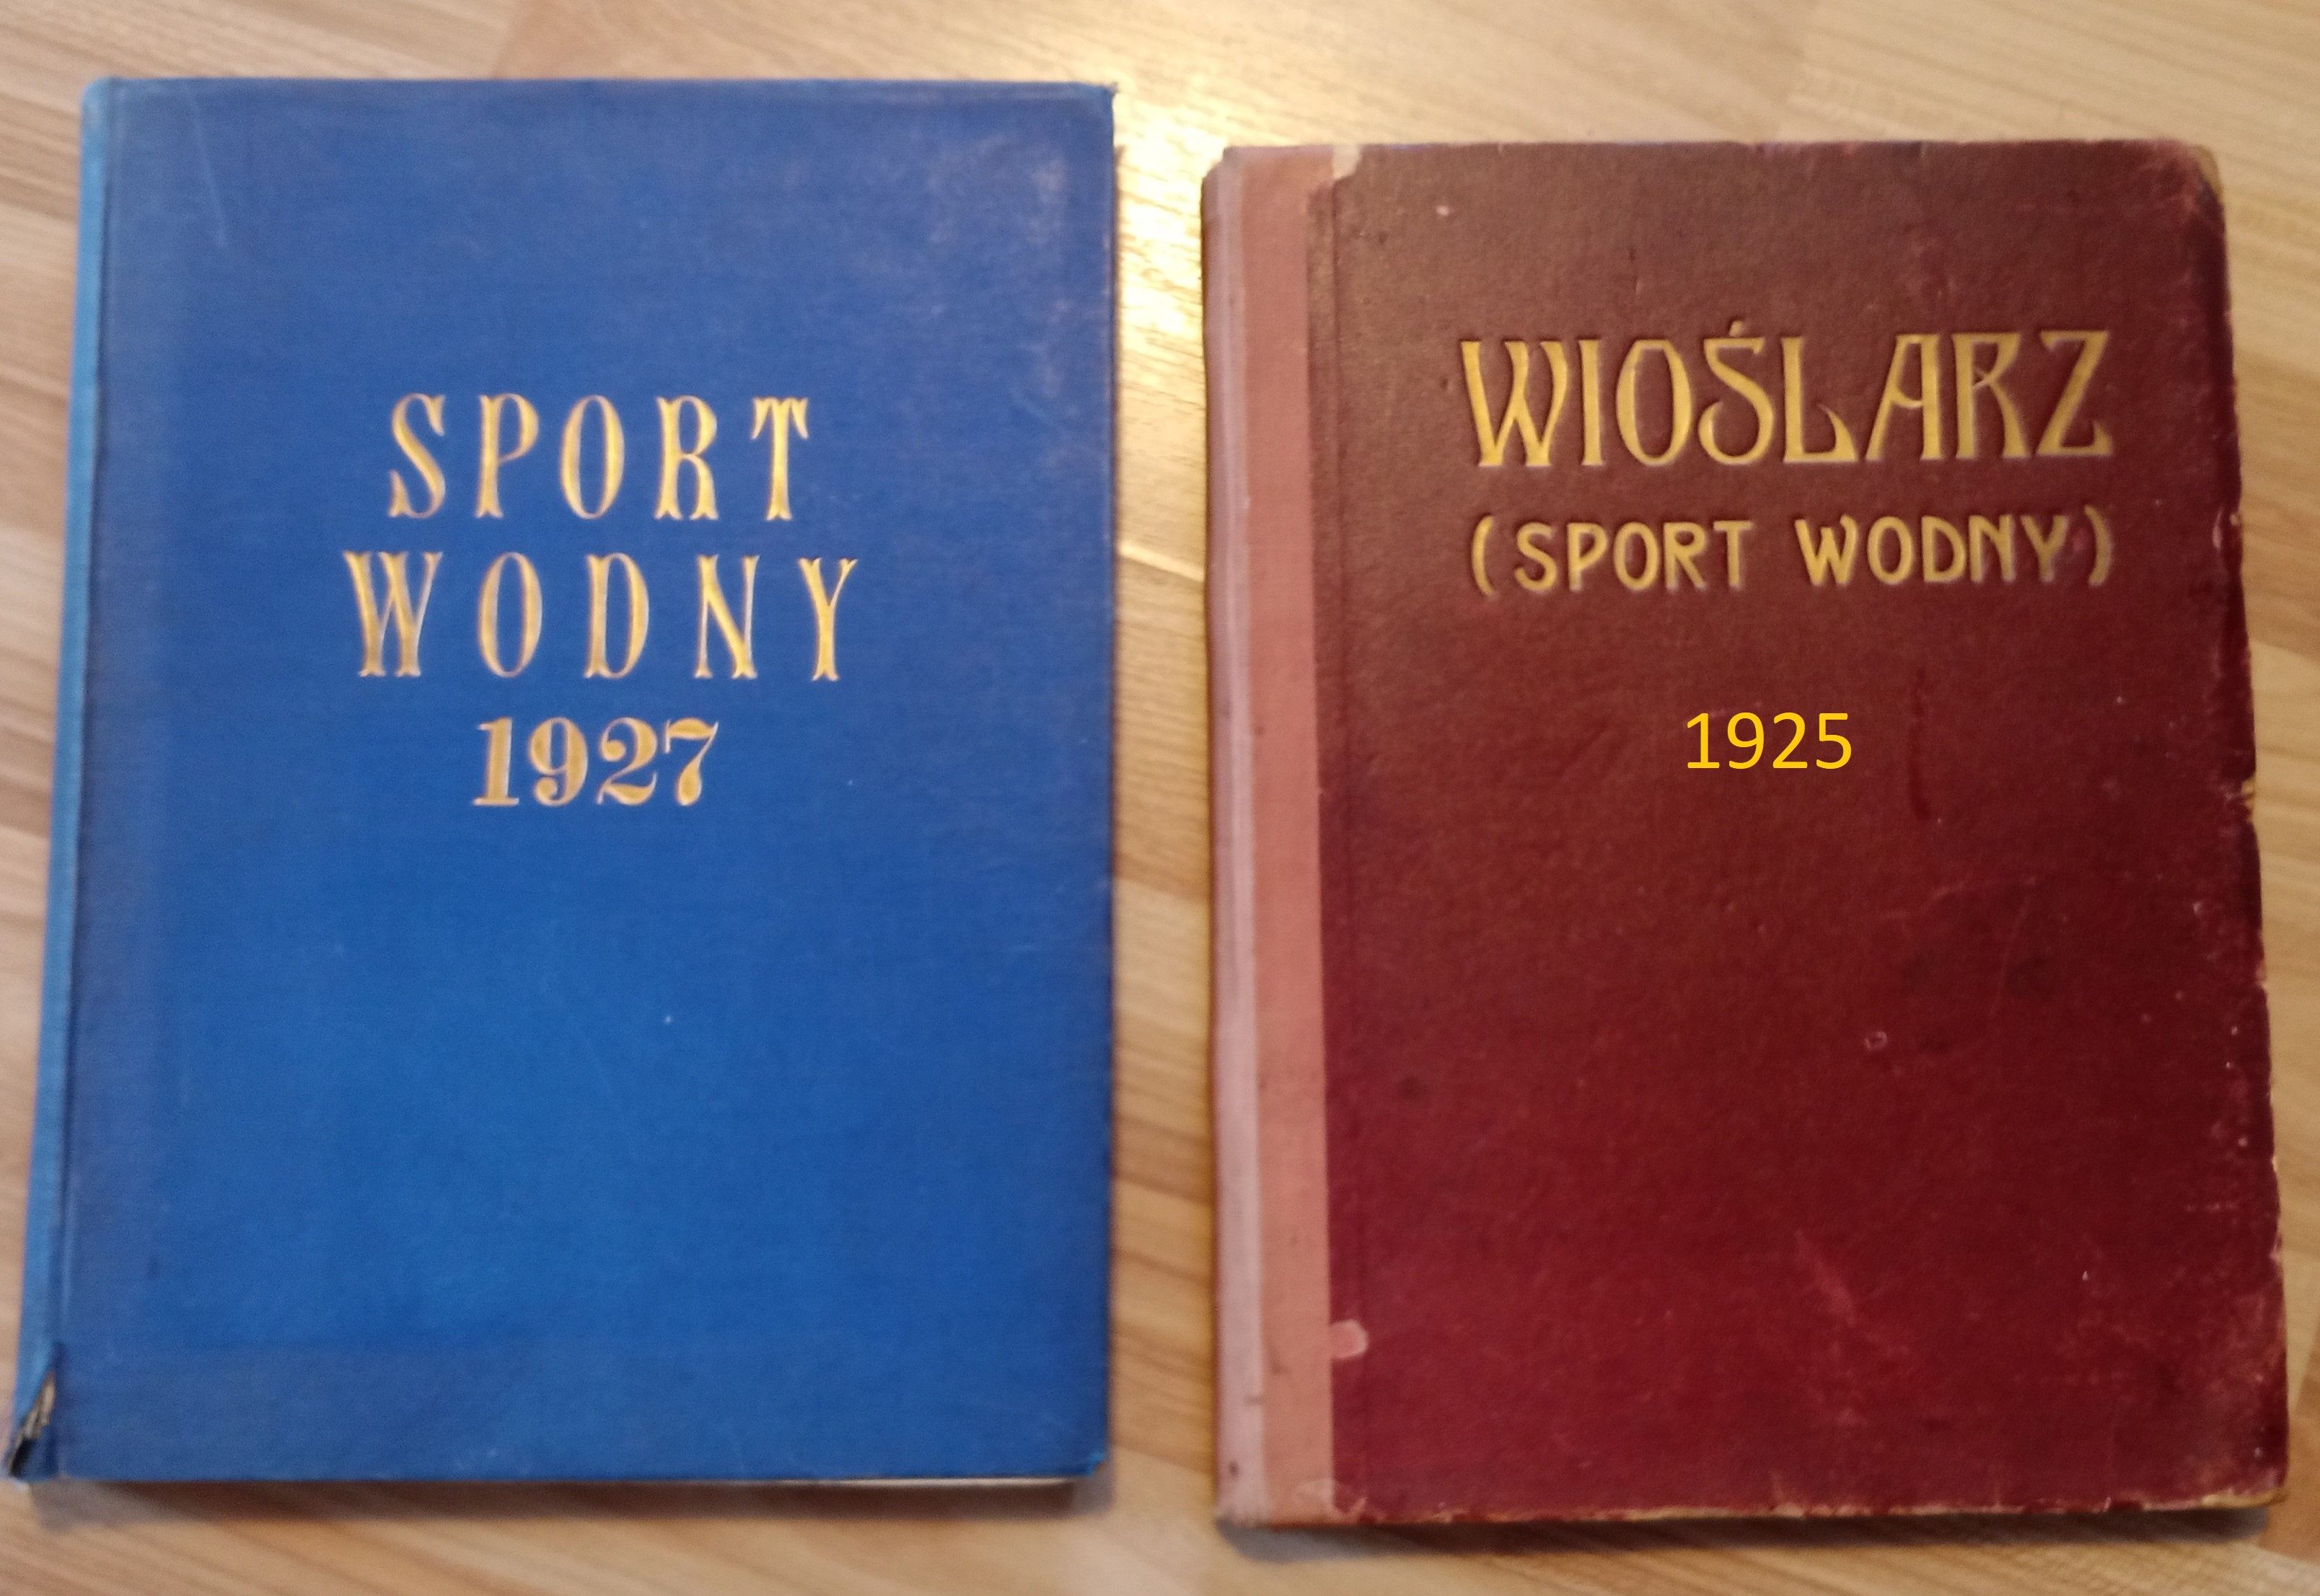 SPORT
WODNY
1927
WIOŚLARZ
(SPORT WODNY)
1925